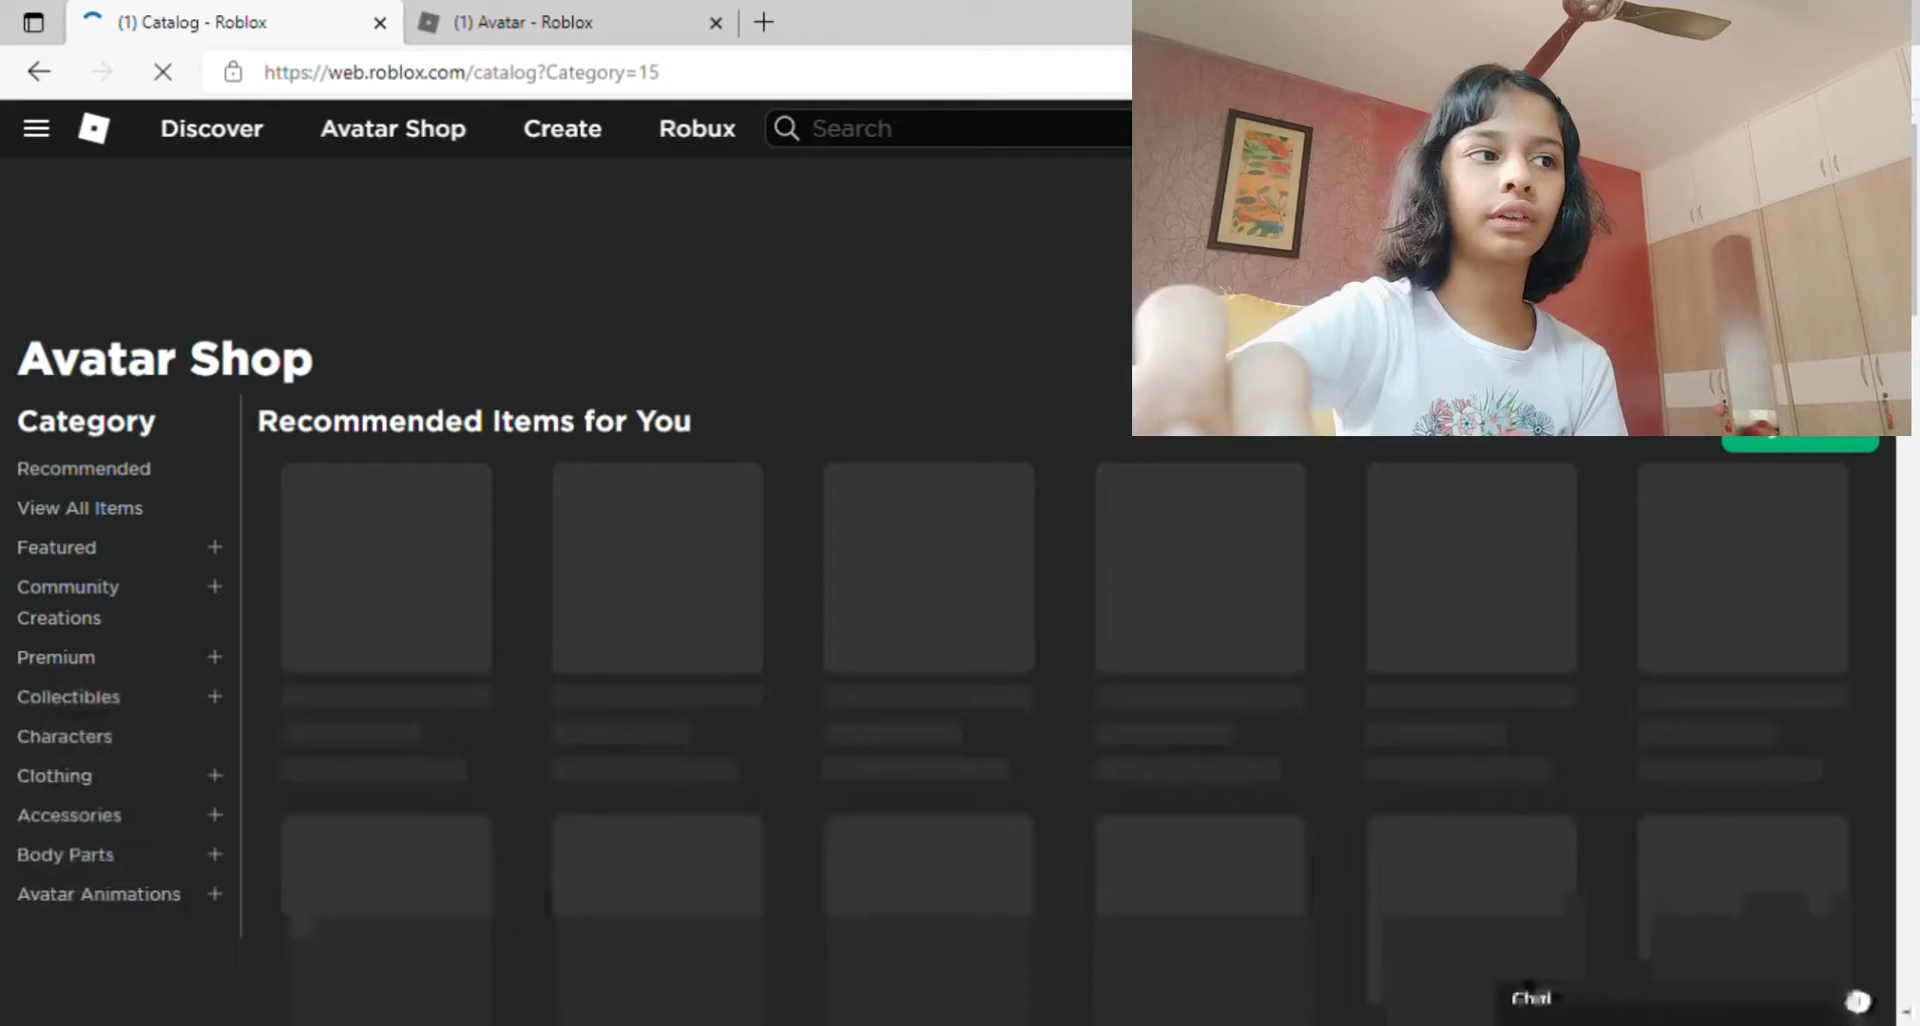 (1) Catalog - Roblox
(1) Avatar - Roblox
https://web.roblox.com/catalog?Category=15
Discover
Avatar Shop
Create
Robux
Search
Avatar Shop
Category
Recommended Items for You
Recommended
View All Items
Featured +
Community +
Creations
Premium +
Collectibles +
Characters
Clothing +
Accessories +
Body Parts +
Avatar Animations +
Chat